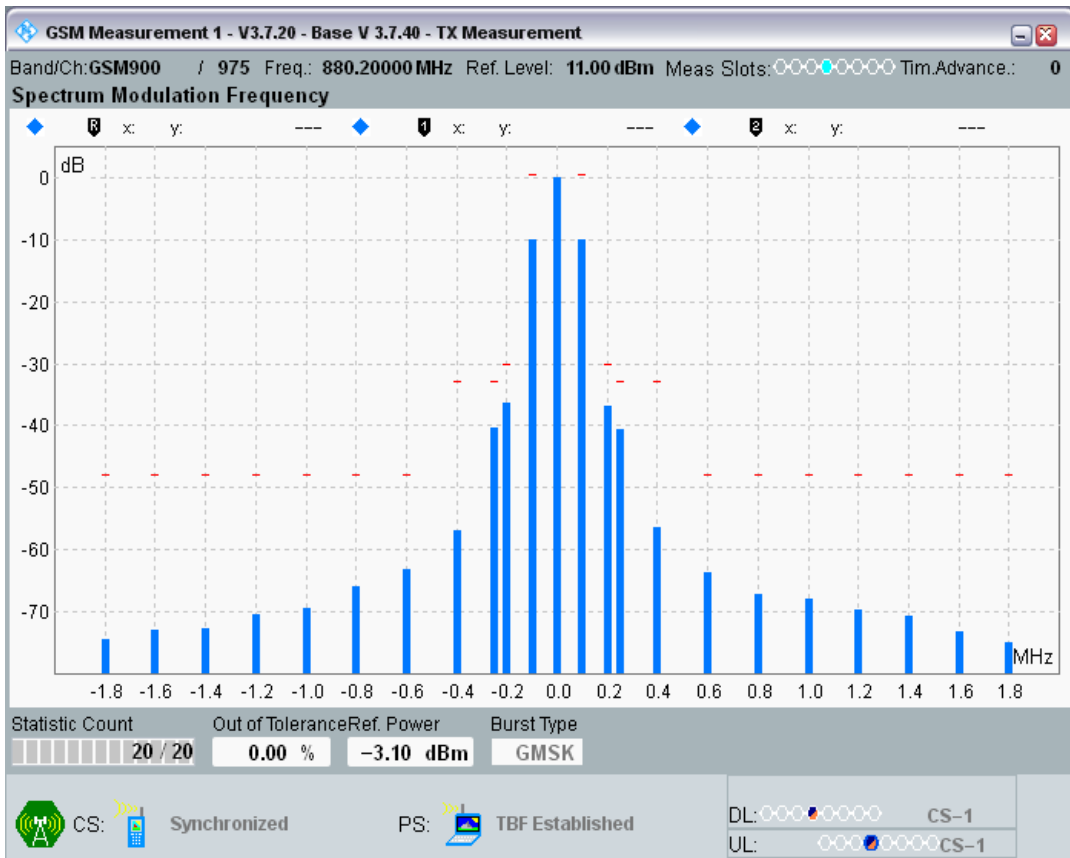 GSM Measurement 1 - V3.7.20 - Base V 3.7.40 - TX Measurement
Band/Ch:GSM900 / 975 Freq.: 880.20000 MHz Ref. Level: 11.00 dBm Meas Slots: Tim.Advance.: 0
Spectrum Modulation Frequency
R x: y: --- 1 x: y: --- 2 x: y: ---
dB
0
-10
-20
-30
-40
-50
-60
-70
MHz
-1.8 -1.6 -1.4 -1.2 -1.0 -0.8 -0.6 -0.4 -0.2 0.0 0.2 0.4 0.6 0.8 1.0 1.2 1.4 1.6 1.8
Statistic Count Out of Tolerance Ref. Power Burst Type
20 / 20 0.00 % -3.10 dBm GMSK
CS: Synchronized PS: TBF Established
DL: CS-1
UL: CS-1